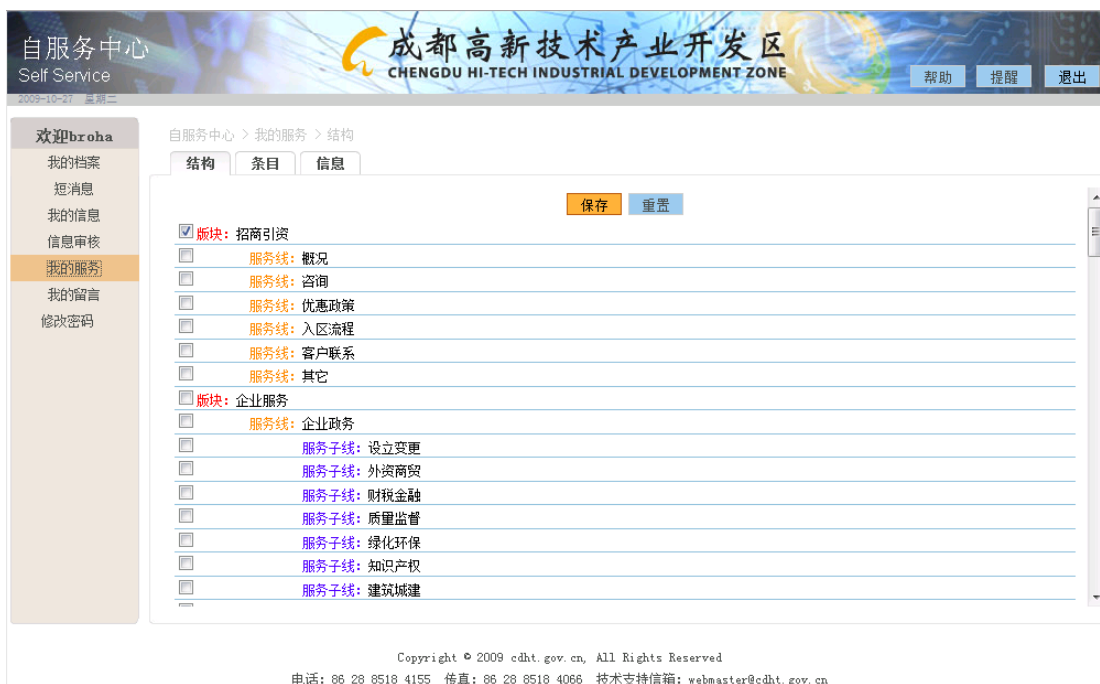 自服务中心
Self Service
成都高新技术产业开发区
CHENGDU HI-TECH INDUSTRIAL DEVELOPMENT ZONE
帮助 提醒 退出
2009-10-27 星期二
欢迎broha
我的档案
短消息
我的信息
信息审核
我的服务
我的留言
修改密码
自服务中心 > 我的服务 > 结构
结构 条目 信息
保存 重置
版块：招商引资
服务线：概况
服务线：咨询
服务线：优惠政策
服务线：入区流程
服务线：客户联系
服务线：其它
版块：企业服务
服务线：企业政务
服务子线：设立变更
服务子线：外资商贸
服务子线：财税金融
服务子线：质量监督
服务子线：绿化环保
服务子线：知识产权
服务子线：建筑城建
Copyright © 2009 cdht.gov.cn, All Rights Reserved
电话：86 28 8518 4155 传真：86 28 8518 4066 技术支持信箱：webmaster@cdht.gov.cn